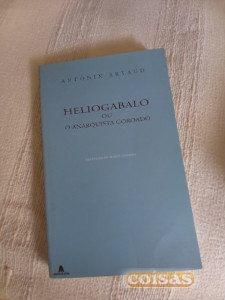 ANTONIN ARTAUD
HELIOGABALO
OU
O ANARQUISTA COROADO
coisas